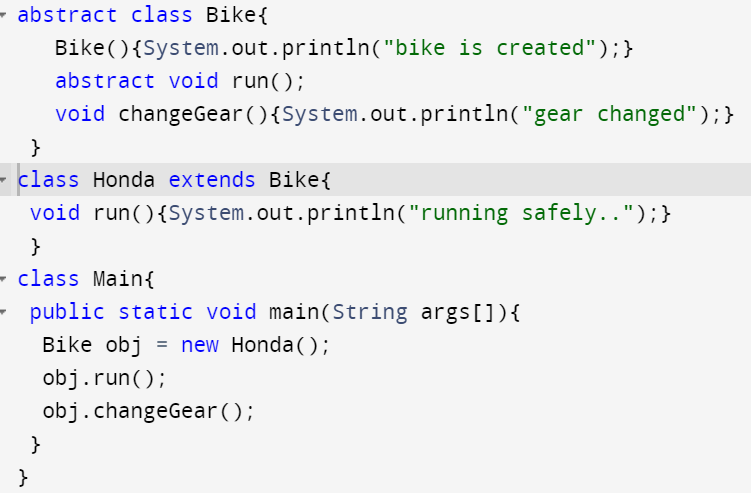 abstract class Bike{
Bike(){System.out.println("bike is created");}
abstract void run();
void changeGear(){System.out.println("gear changed");}
}
class Honda extends Bike{
void run(){System.out.println("running safely..");}
}
class Main{
public static void main(String args[]){
Bike obj = new Honda();
obj.run();
obj.changeGear();
}
}